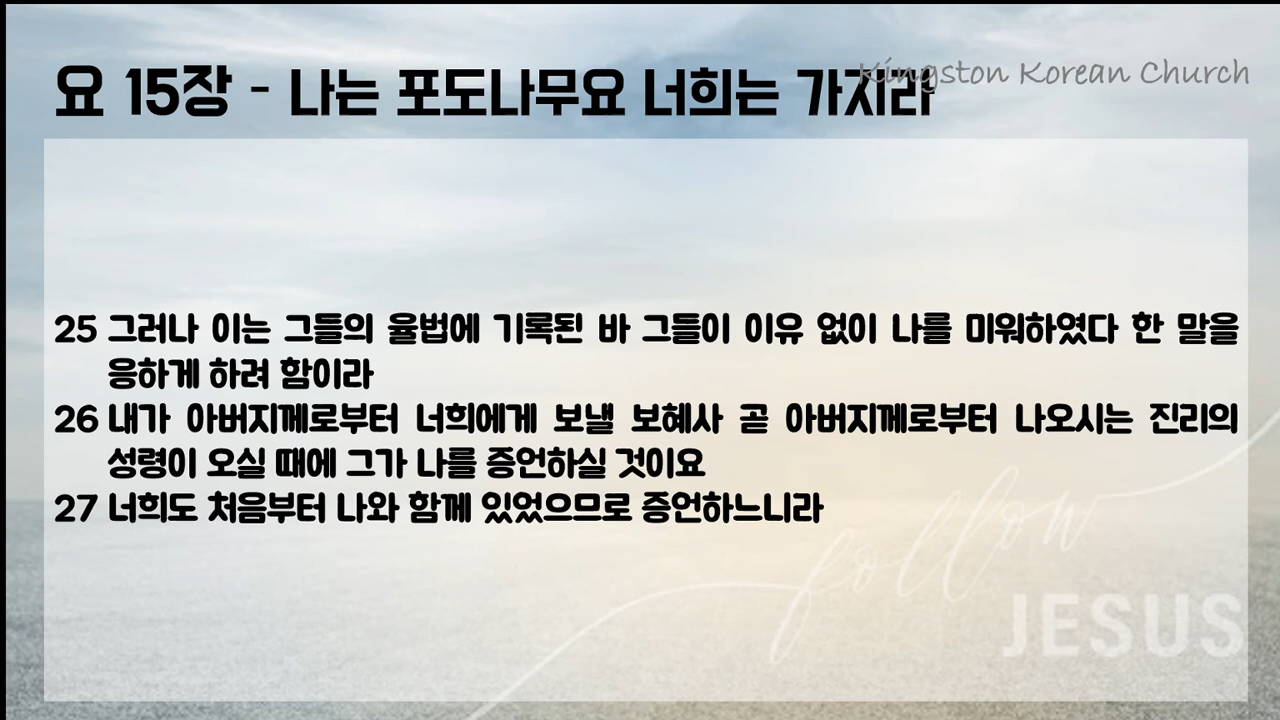 요 15장 - 나는 포도나무요 너희는 가지라
Kingston Korean Church
25 그러나 이는 그들의 율법에 기록된 바 그들이 이유 없이 나를 미워하였다 한 말을
응하게 하려 함이라
26 내가 아버지께로부터 너희에게 보낼 보혜사 곧 아버지께로부터 나오시는 진리의
성령이 오실 때에 그가 나를 증언하실 것이요
27 너희도 처음부터 나와 함께 있었으므로 증언하느니라
follow
JESUS